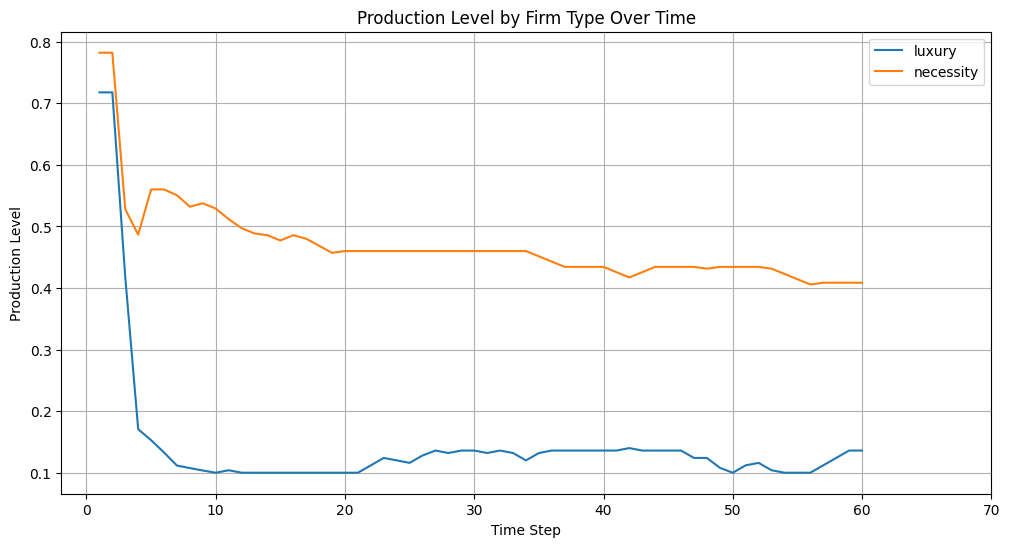 Production Level by Firm Type Over Time
luxury
necessity
Production Level
0.8
0.7
0.6
0.5
0.4
0.3
0.2
0.1
0 10 20 30 40 50 60 70
Time Step